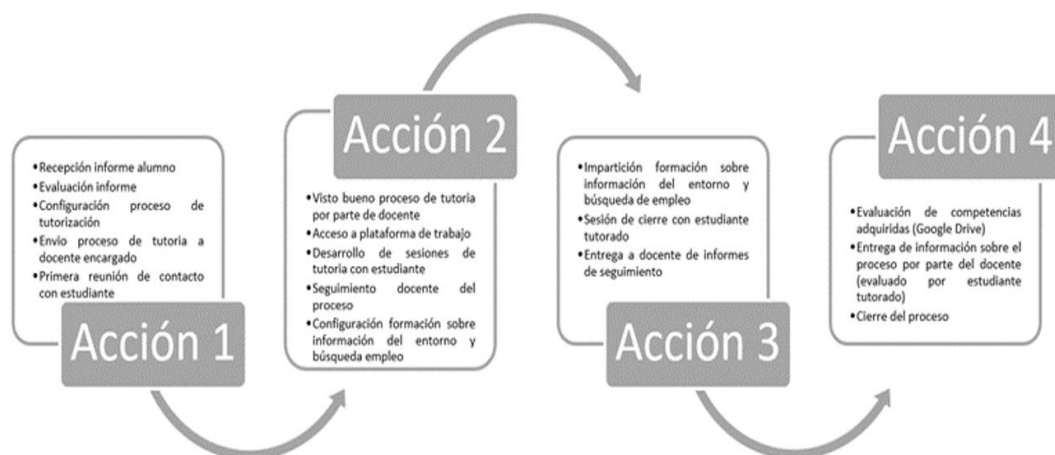 •Recepción informe alumno
•Evaluación informe
•Configuración proceso de
tutorización
•Envio proceso de tutoria a
docente encargado
•Primera reunión de contacto
con estudiante
Acción 1
Acción 2
•Visto bueno proceso de tutoria
por parte de docente
•Acceso a plataforma de trabajo
•Desarrollo de sesiones de
tutoria con estudiante
•Seguimiento docente del
proceso
•Configuración formación sobre
información del entorno y
búsqueda empleo
•Impartición formación sobre
información del entorno y
búsqueda de empleo
•Sesión de cierre con estudiante
tutorado
•Entrega a docente de informes
de seguimiento
Acción 3
Acción 4
•Evaluación de competencias
adquiridas (Google Drive)
•Entrega de información sobre el
proceso por parte del docente
(evaluado por estudiante
tutorado)
•Cierre del proceso